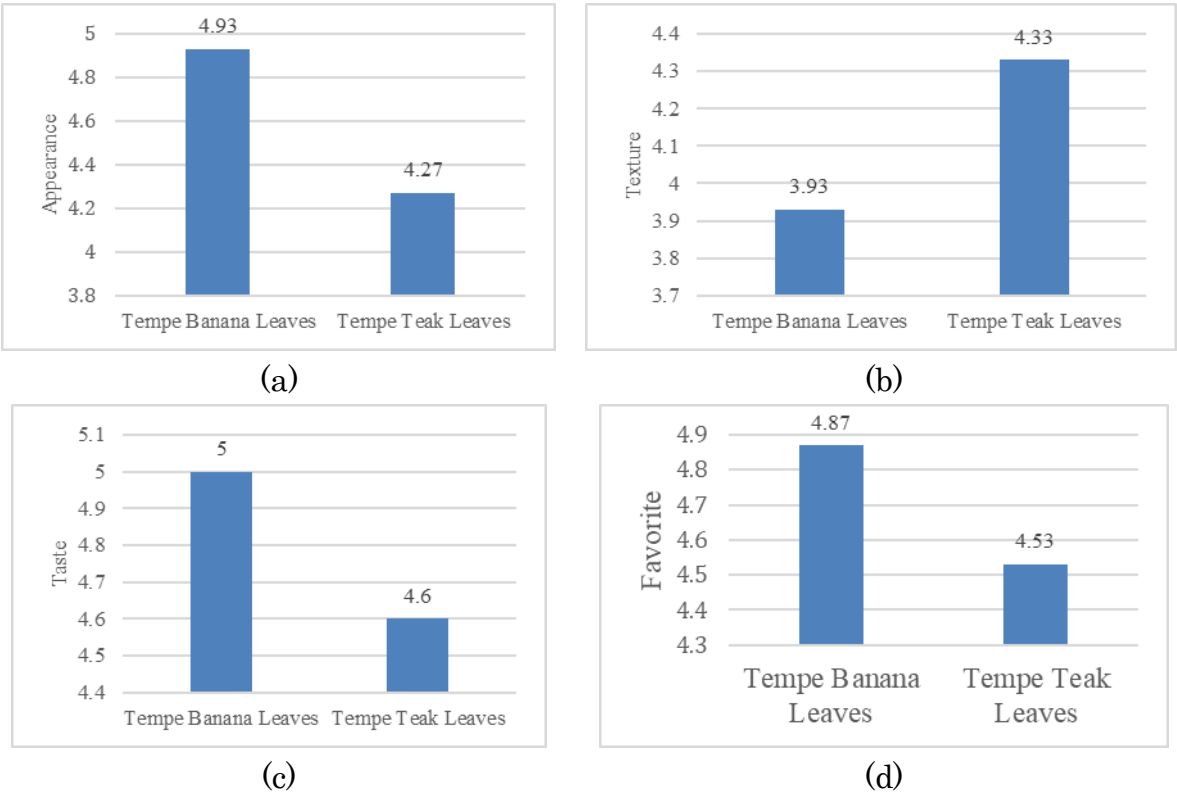 Appearance
5
4.8
4.6
4.4
4.2
4
3.8
4.93
4.27
Tempe Banana Leaves Tempe Teak Leaves
(a)
Texture
4.4
4.3
4.2
4.1
4
3.9
3.8
3.7
3.93
4.33
Tempe Banana Leaves Tempe Teak Leaves
(b)
Taste
5.1
5
4.9
4.8
4.7
4.6
4.5
4.4
5
4.6
Tempe Banana Leaves Tempe Teak Leaves
(c)
Favorite
4.9
4.8
4.7
4.6
4.5
4.4
4.3
4.87
4.53
Tempe Banana
Leaves
Tempe Teak
Leaves
(d)